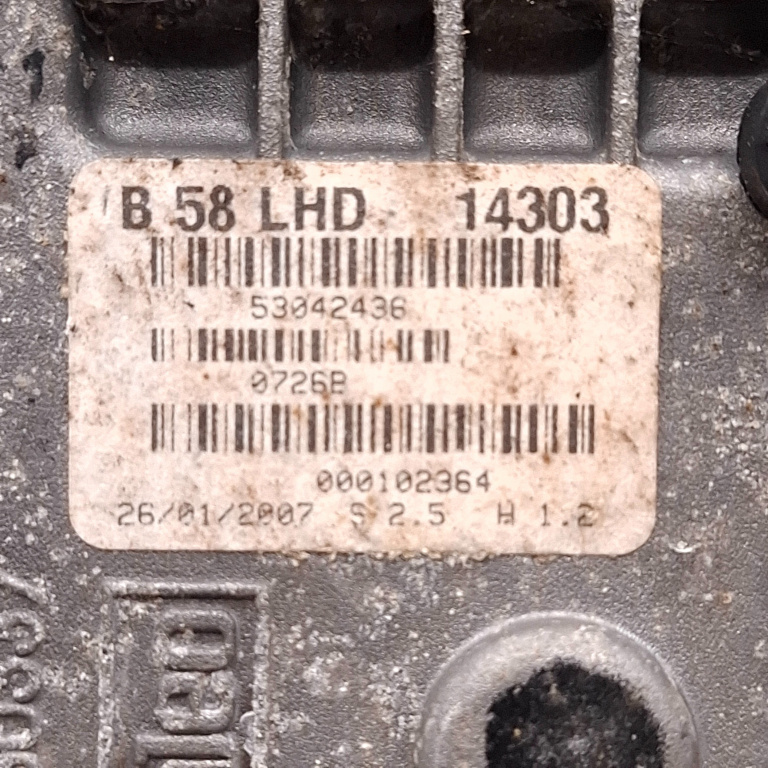 B 58 LHD 14303
53042436
0726B
000102364
26/01/2007 S 2.5 H 1.2